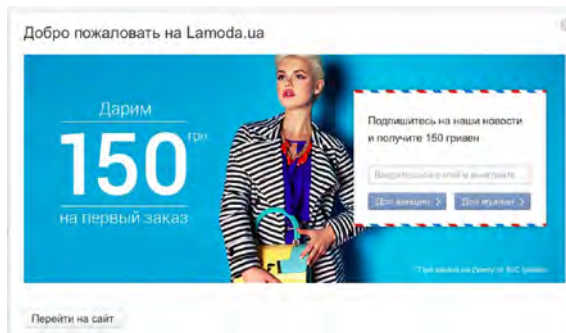 Добро пожаловать на Lamoda.ua
Дарим
150 грн
на первый заказ
Подпишитесь на наши новости
и получите 150 гривен
Для женщин
Для мужчин
Перейти на сайт